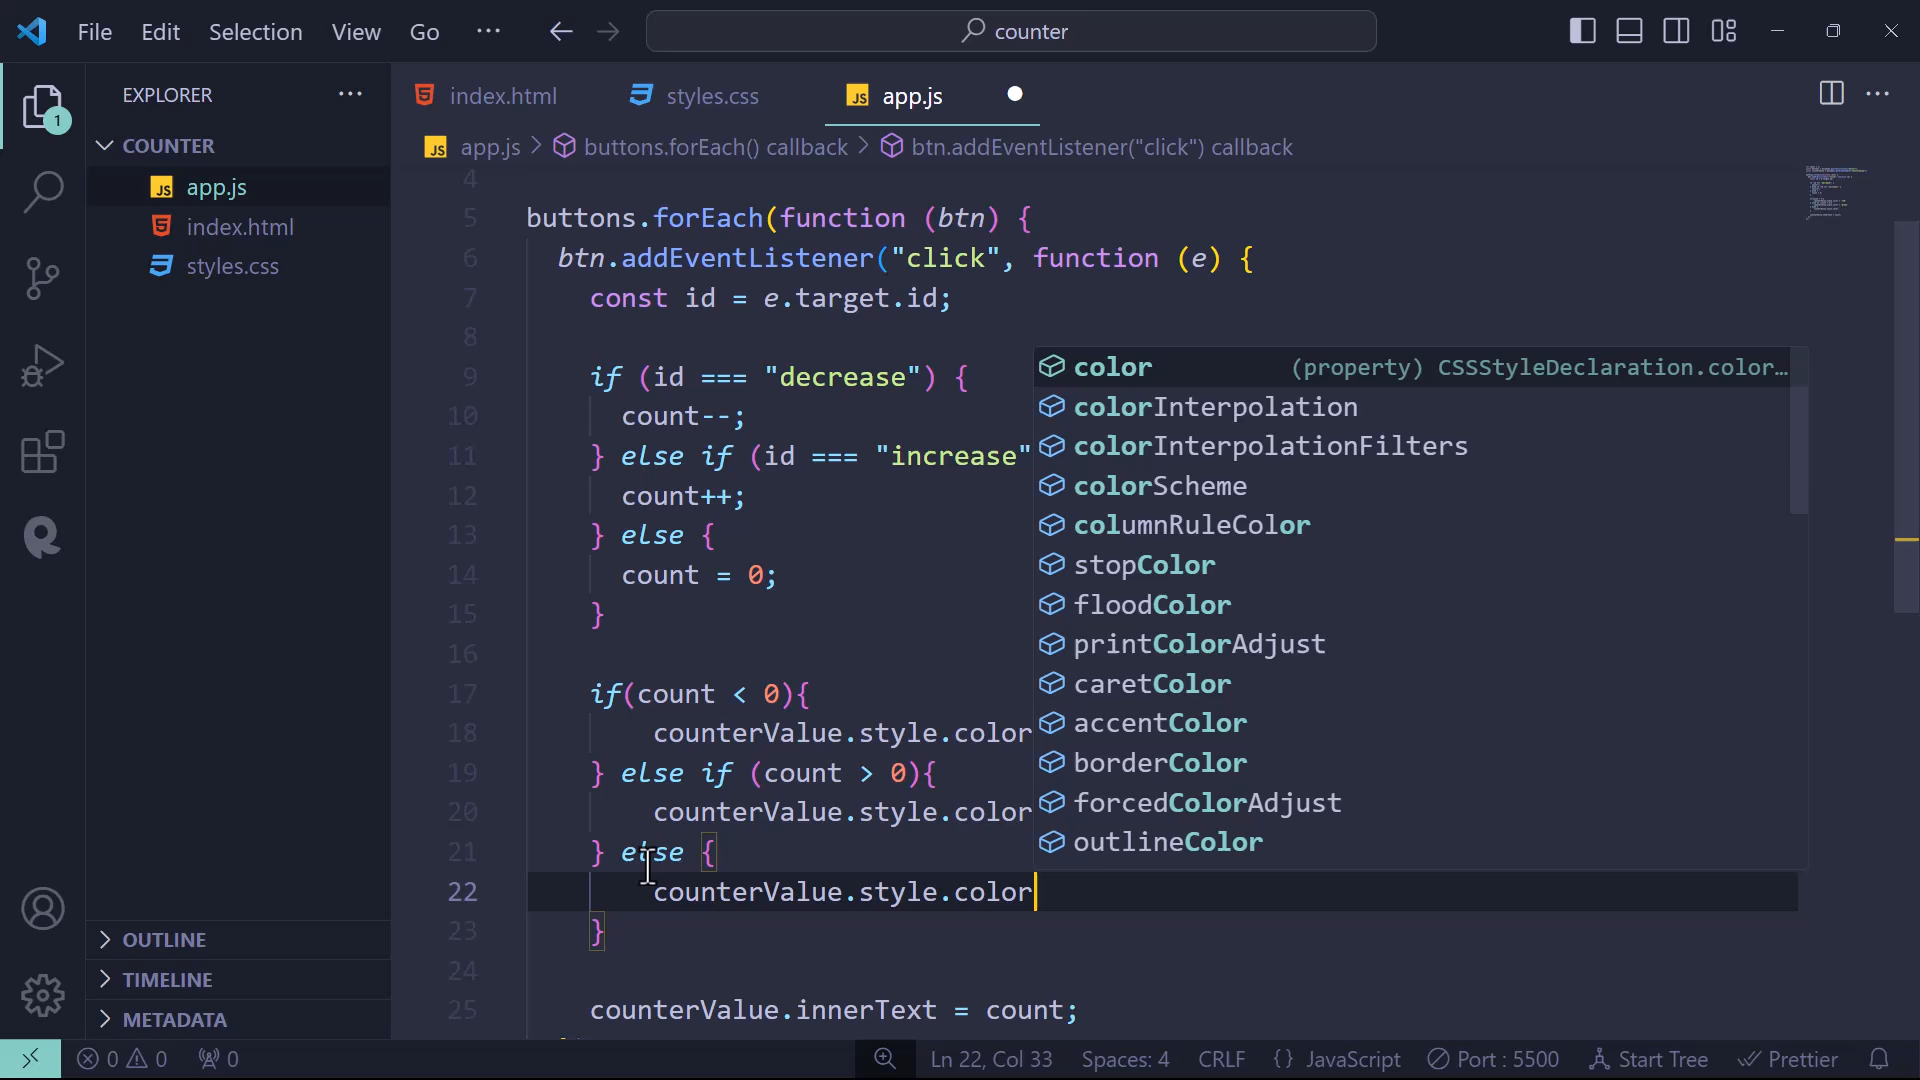 File Edit Selection View Go ··· counter
EXPLORER ···
COUNTER
app.js
index.html
styles.css
OUTLINE
TIMELINE
METADATA
index.html styles.css app.js
app.js > buttons.forEach() callback > btn.addEventListener("click") callback
4
5 buttons.forEach(function (btn) {
6 btn.addEventListener("click", function (e) {
7 const id = e.target.id;
8
9 if (id === "decrease") {
10 count--;
11 } else if (id === "increase"
12 count++;
13 } else {
14 count = 0;
15 }
16
17 if(count < 0){
18 counterValue.style.color
19 } else if (count > 0){
20 counterValue.style.color
21 } else {
22 counterValue.style.color
23 }
24
25 counterValue.innerText = count;
color (property) CSSStyleDeclaration.color…
colorInterpolation
colorInterpolationFilters
colorScheme
columnRuleColor
stopColor
floodColor
printColorAdjust
caretColor
accentColor
borderColor
forcedColorAdjust
outlineColor
0 0 0 Ln 22, Col 33 Spaces: 4 CRLF {} JavaScript Port : 5500 Start Tree Prettier